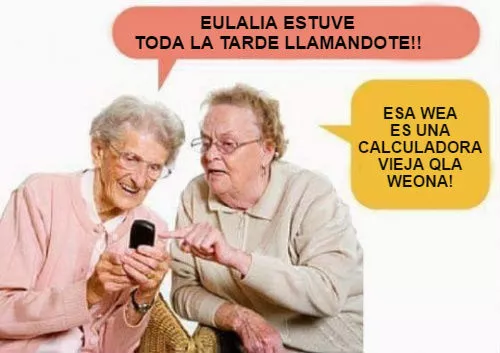 EULALIA ESTUVE
TODA LA TARDE LLAMANDOTE!!
ESA WEA
ES UNA
CALCULADORA
VIEJA QLA
WEONA!